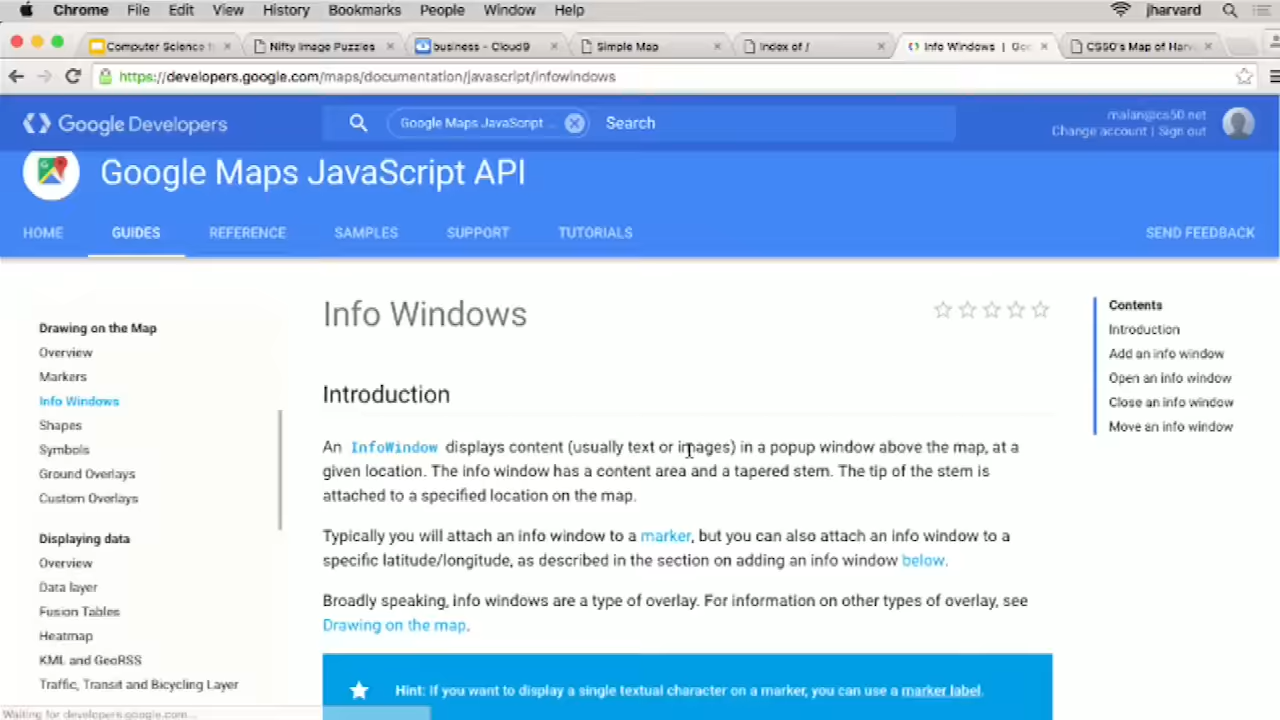 Chrome File Edit View History Bookmarks People Window Help jharvard
Computer Science Nifty Image Puzzles business - Cloud9 Simple Map Index of / Info Windows | Goo CS50's Map of Harv
https://developers.google.com/maps/documentation/javascript/infowindows
Google Developers Google Maps JavaScript ... Search malan@cs50.net
Change account | Sign out
Google Maps JavaScript API
HOME GUIDES REFERENCE SAMPLES SUPPORT TUTORIALS SEND FEEDBACK
Drawing on the Map
Overview
Markers
Info Windows
Shapes
Symbols
Ground Overlays
Custom Overlays
Displaying data
Overview
Data layer
Fusion Tables
Heatmap
KML and GeoRSS
Traffic, Transit and Bicycling Layer
Info Windows
Introduction
An InfoWindow displays content (usually text or images) in a popup window above the map, at a
given location. The info window has a content area and a tapered stem. The tip of the stem is
attached to a specified location on the map.
Typically you will attach an info window to a marker, but you can also attach an info window to a
specific latitude/longitude, as described in the section on adding an info window below.
Broadly speaking, info windows are a type of overlay. For information on other types of overlay, see
Drawing on the map.
Hint: If you want to display a single textual character on a marker, you can use a marker label.
Contents
Introduction
Add an info window
Open an info window
Close an info window
Move an info window
Waiting for developers.google.com...